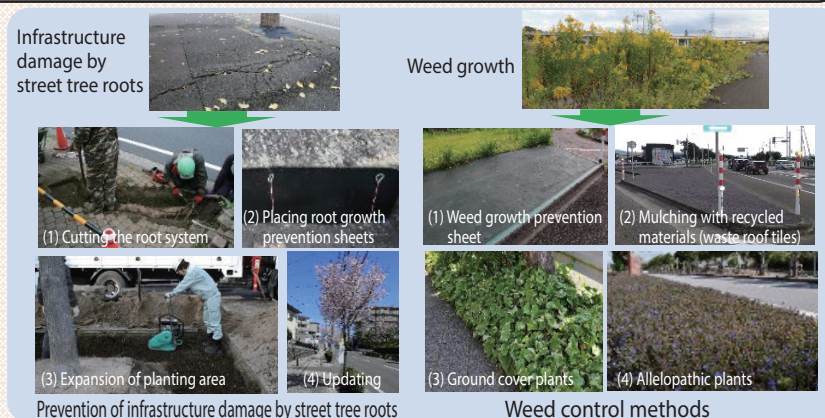 Infrastructure
damage by
street tree roots
(1) Cutting the root system
(2) Placing root growth
prevention sheets
(3) Expansion of planting area
(4) Updating
Prevention of infrastructure damage by street tree roots
Weed growth
(1) Weed growth prevention
sheet
(2) Mulching with recycled
materials (waste roof tiles)
(3) Ground cover plants
(4) Allelopathic plants
Weed control methods